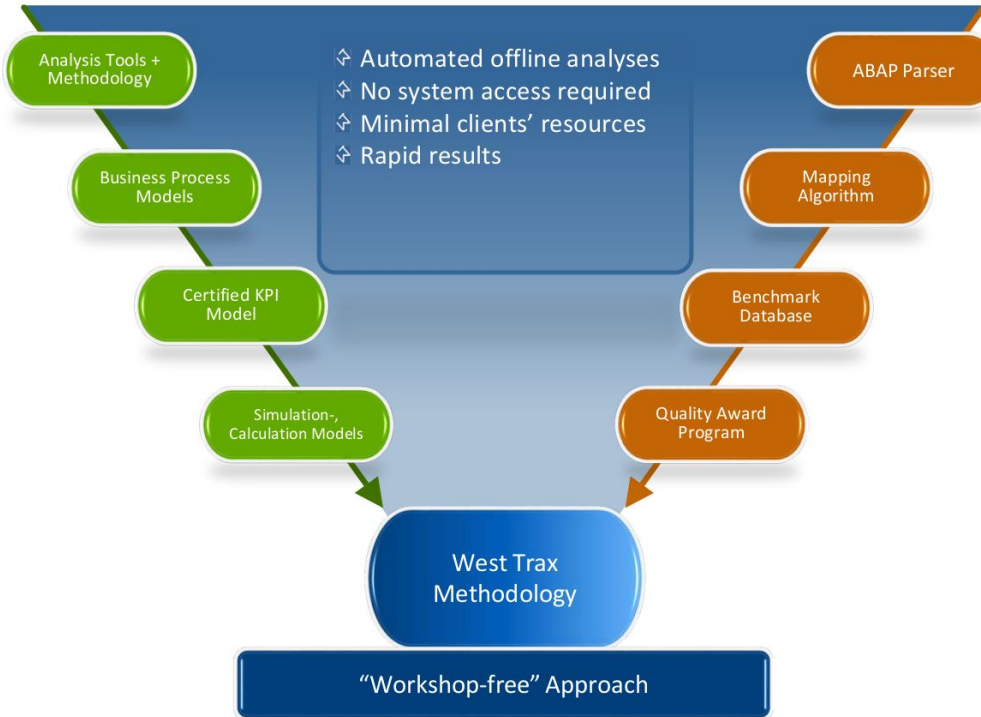 Analysis Tools +
Methodology
Business Process
Models
Certified KPI
Model
Simulation-,
Calculation Models
Automated offline analyses
No system access required
Minimal clients’ resources
Rapid results
ABAP Parser
Mapping
Algorithm
Benchmark
Database
Quality Award
Program
West Trax
Methodology
“Workshop-free” Approach